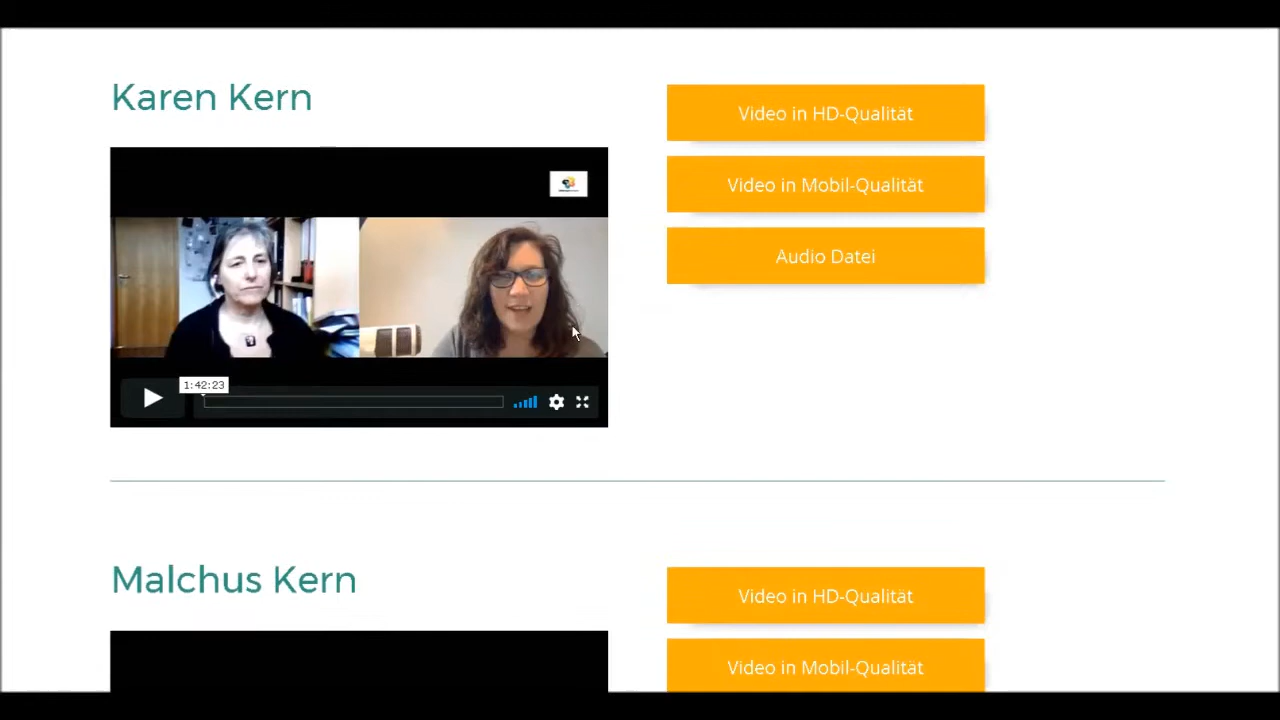 Karen Kern
Video in HD-Qualität
Video in Mobil-Qualität
Audio Datei
1:42:23
Malchus Kern
Video in HD-Qualität
Video in Mobil-Qualität